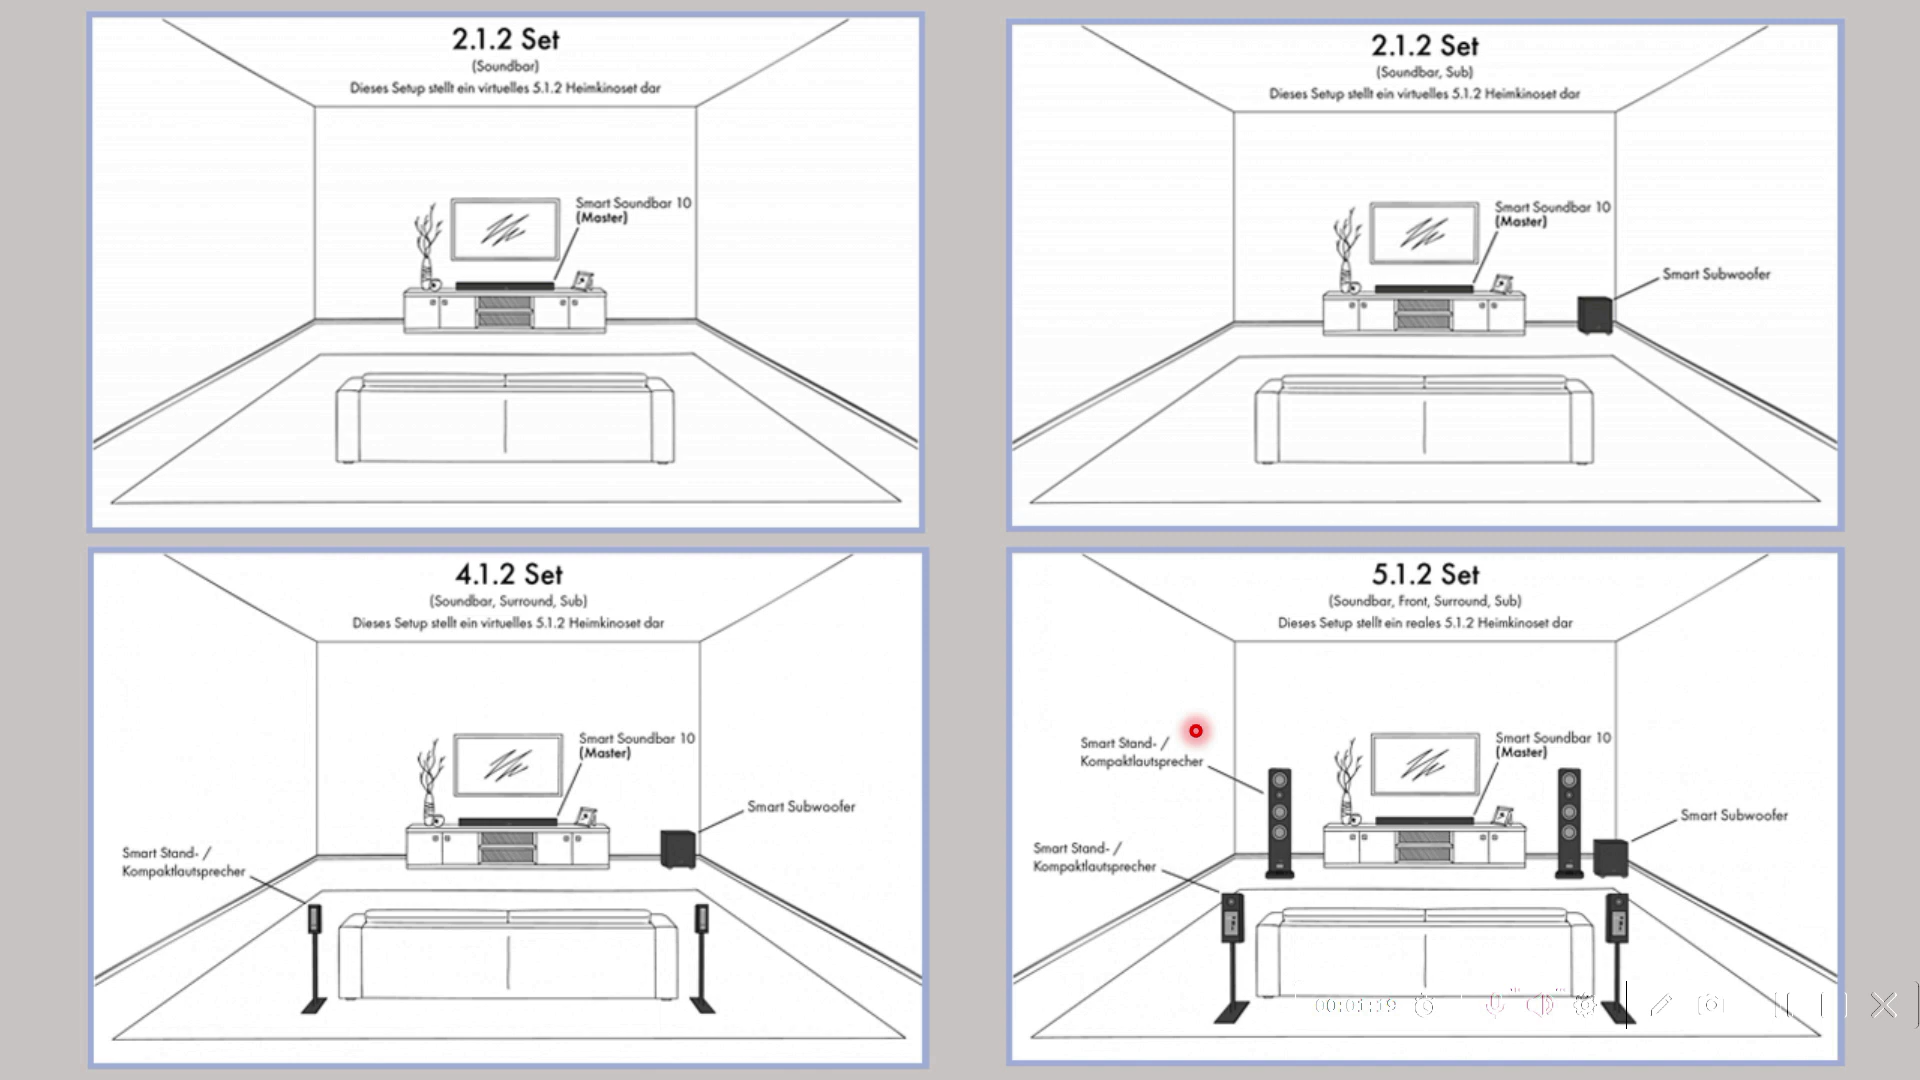 2.1.2 Set
(Soundbar)
Dieses Setup stellt ein virtuelles 5.1.2 Heimkinoset dar
Smart Soundbar 10
(Master)
2.1.2 Set
(Soundbar, Sub)
Dieses Setup stellt ein virtuelles 5.1.2 Heimkinoset dar
Smart Soundbar 10
(Master)
Smart Subwoofer
4.1.2 Set
(Soundbar, Surround, Sub)
Dieses Setup stellt ein virtuelles 5.1.2 Heimkinoset dar
Smart Soundbar 10
(Master)
Smart Subwoofer
Smart Stand- /
Kompaktlautsprecher
5.1.2 Set
(Soundbar, Front, Surround, Sub)
Dieses Setup stellt ein reales 5.1.2 Heimkinoset dar
Smart Stand- /
Kompaktlautsprecher
Smart Soundbar 10
(Master)
Smart Subwoofer
Smart Stand- /
Kompaktlautsprecher